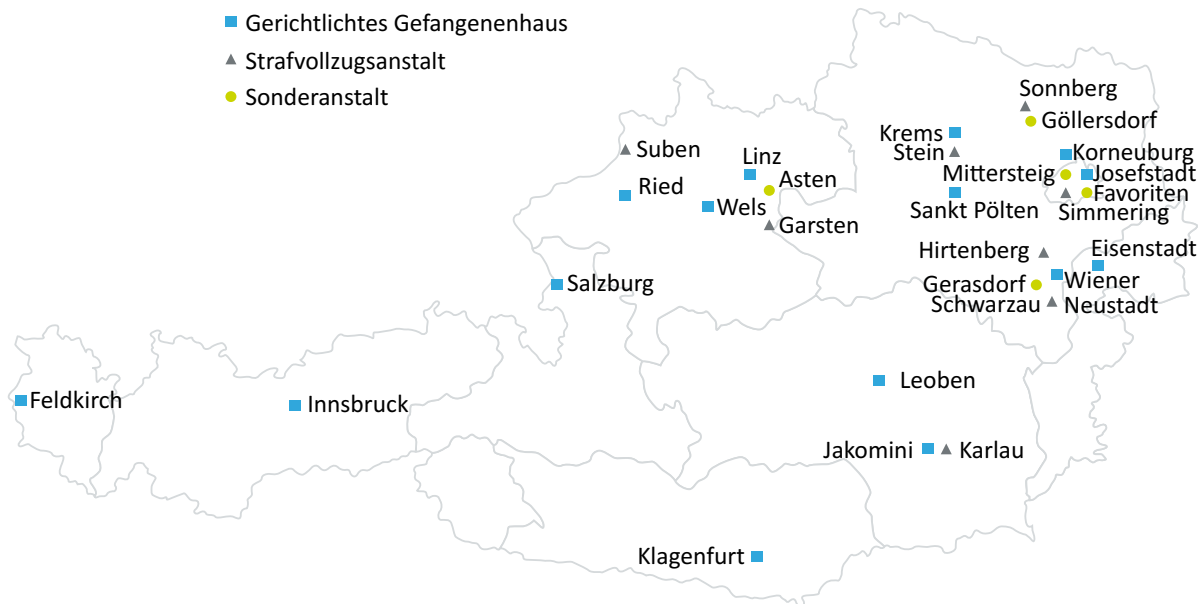 Gerichtlichtes Gefangenenhaus
Strafvollzugsanstalt
Sonderanstalt
Sonnberg
Göllersdorf
Krems
Stein
Korneuburg
Mittersteig
Josefstadt
Favoriten
Simmering
Sankt Pölten
Suben
Linz
Asten
Ried
Wels
Garsten
Hirtenberg
Eisenstadt
Salzburg
Gerasdorf
Wiener
Neustadt
Schwarzau
Feldkirch
Innsbruck
Leoben
Jakomini
Karlau
Klagenfurt